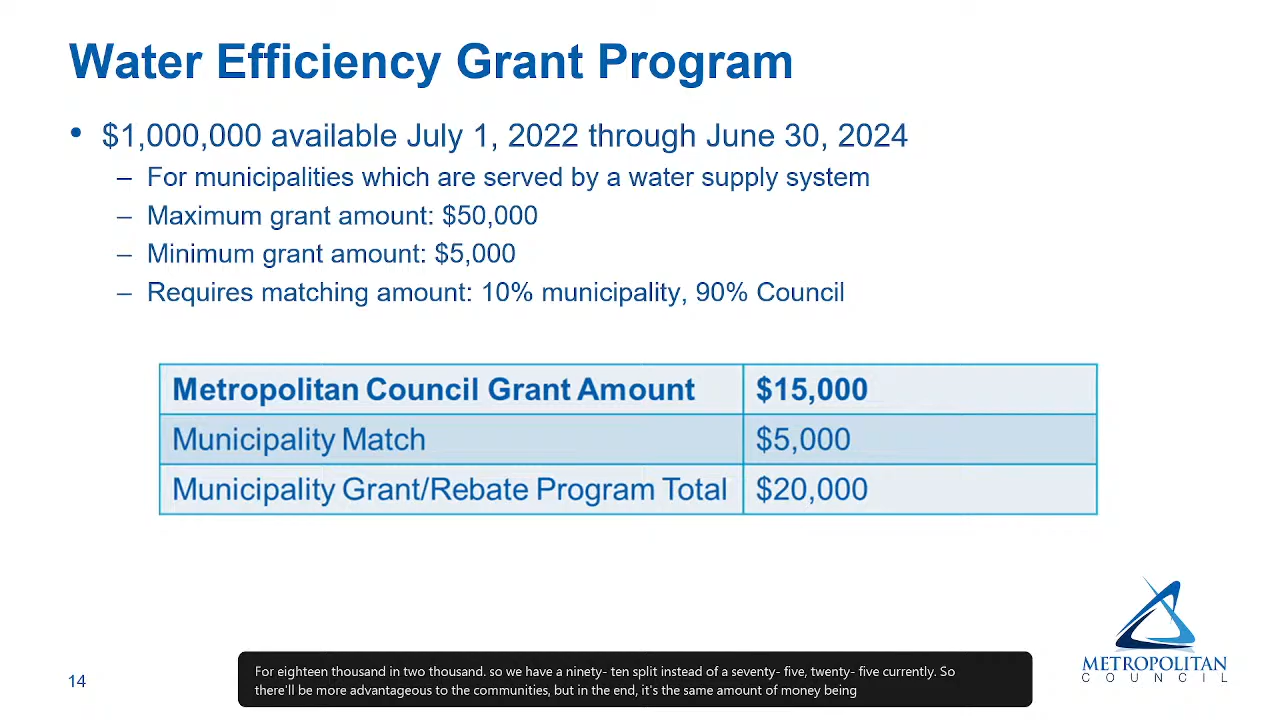 Water Efficiency Grant Program
• $1,000,000 available July 1, 2022 through June 30, 2024
– For municipalities which are served by a water supply system
– Maximum grant amount: $50,000
– Minimum grant amount: $5,000
– Requires matching amount: 10% municipality, 90% Council
Metropolitan Council Grant Amount $15,000
Municipality Match $5,000
Municipality Grant/Rebate Program Total $20,000
METROPOLITAN
COUNCIL
14
For eighteen thousand in two thousand. so we have a ninety- ten split instead of a seventy- five, twenty- five currently. So
there'll be more advantageous to the communities, but in the end, it's the same amount of money being